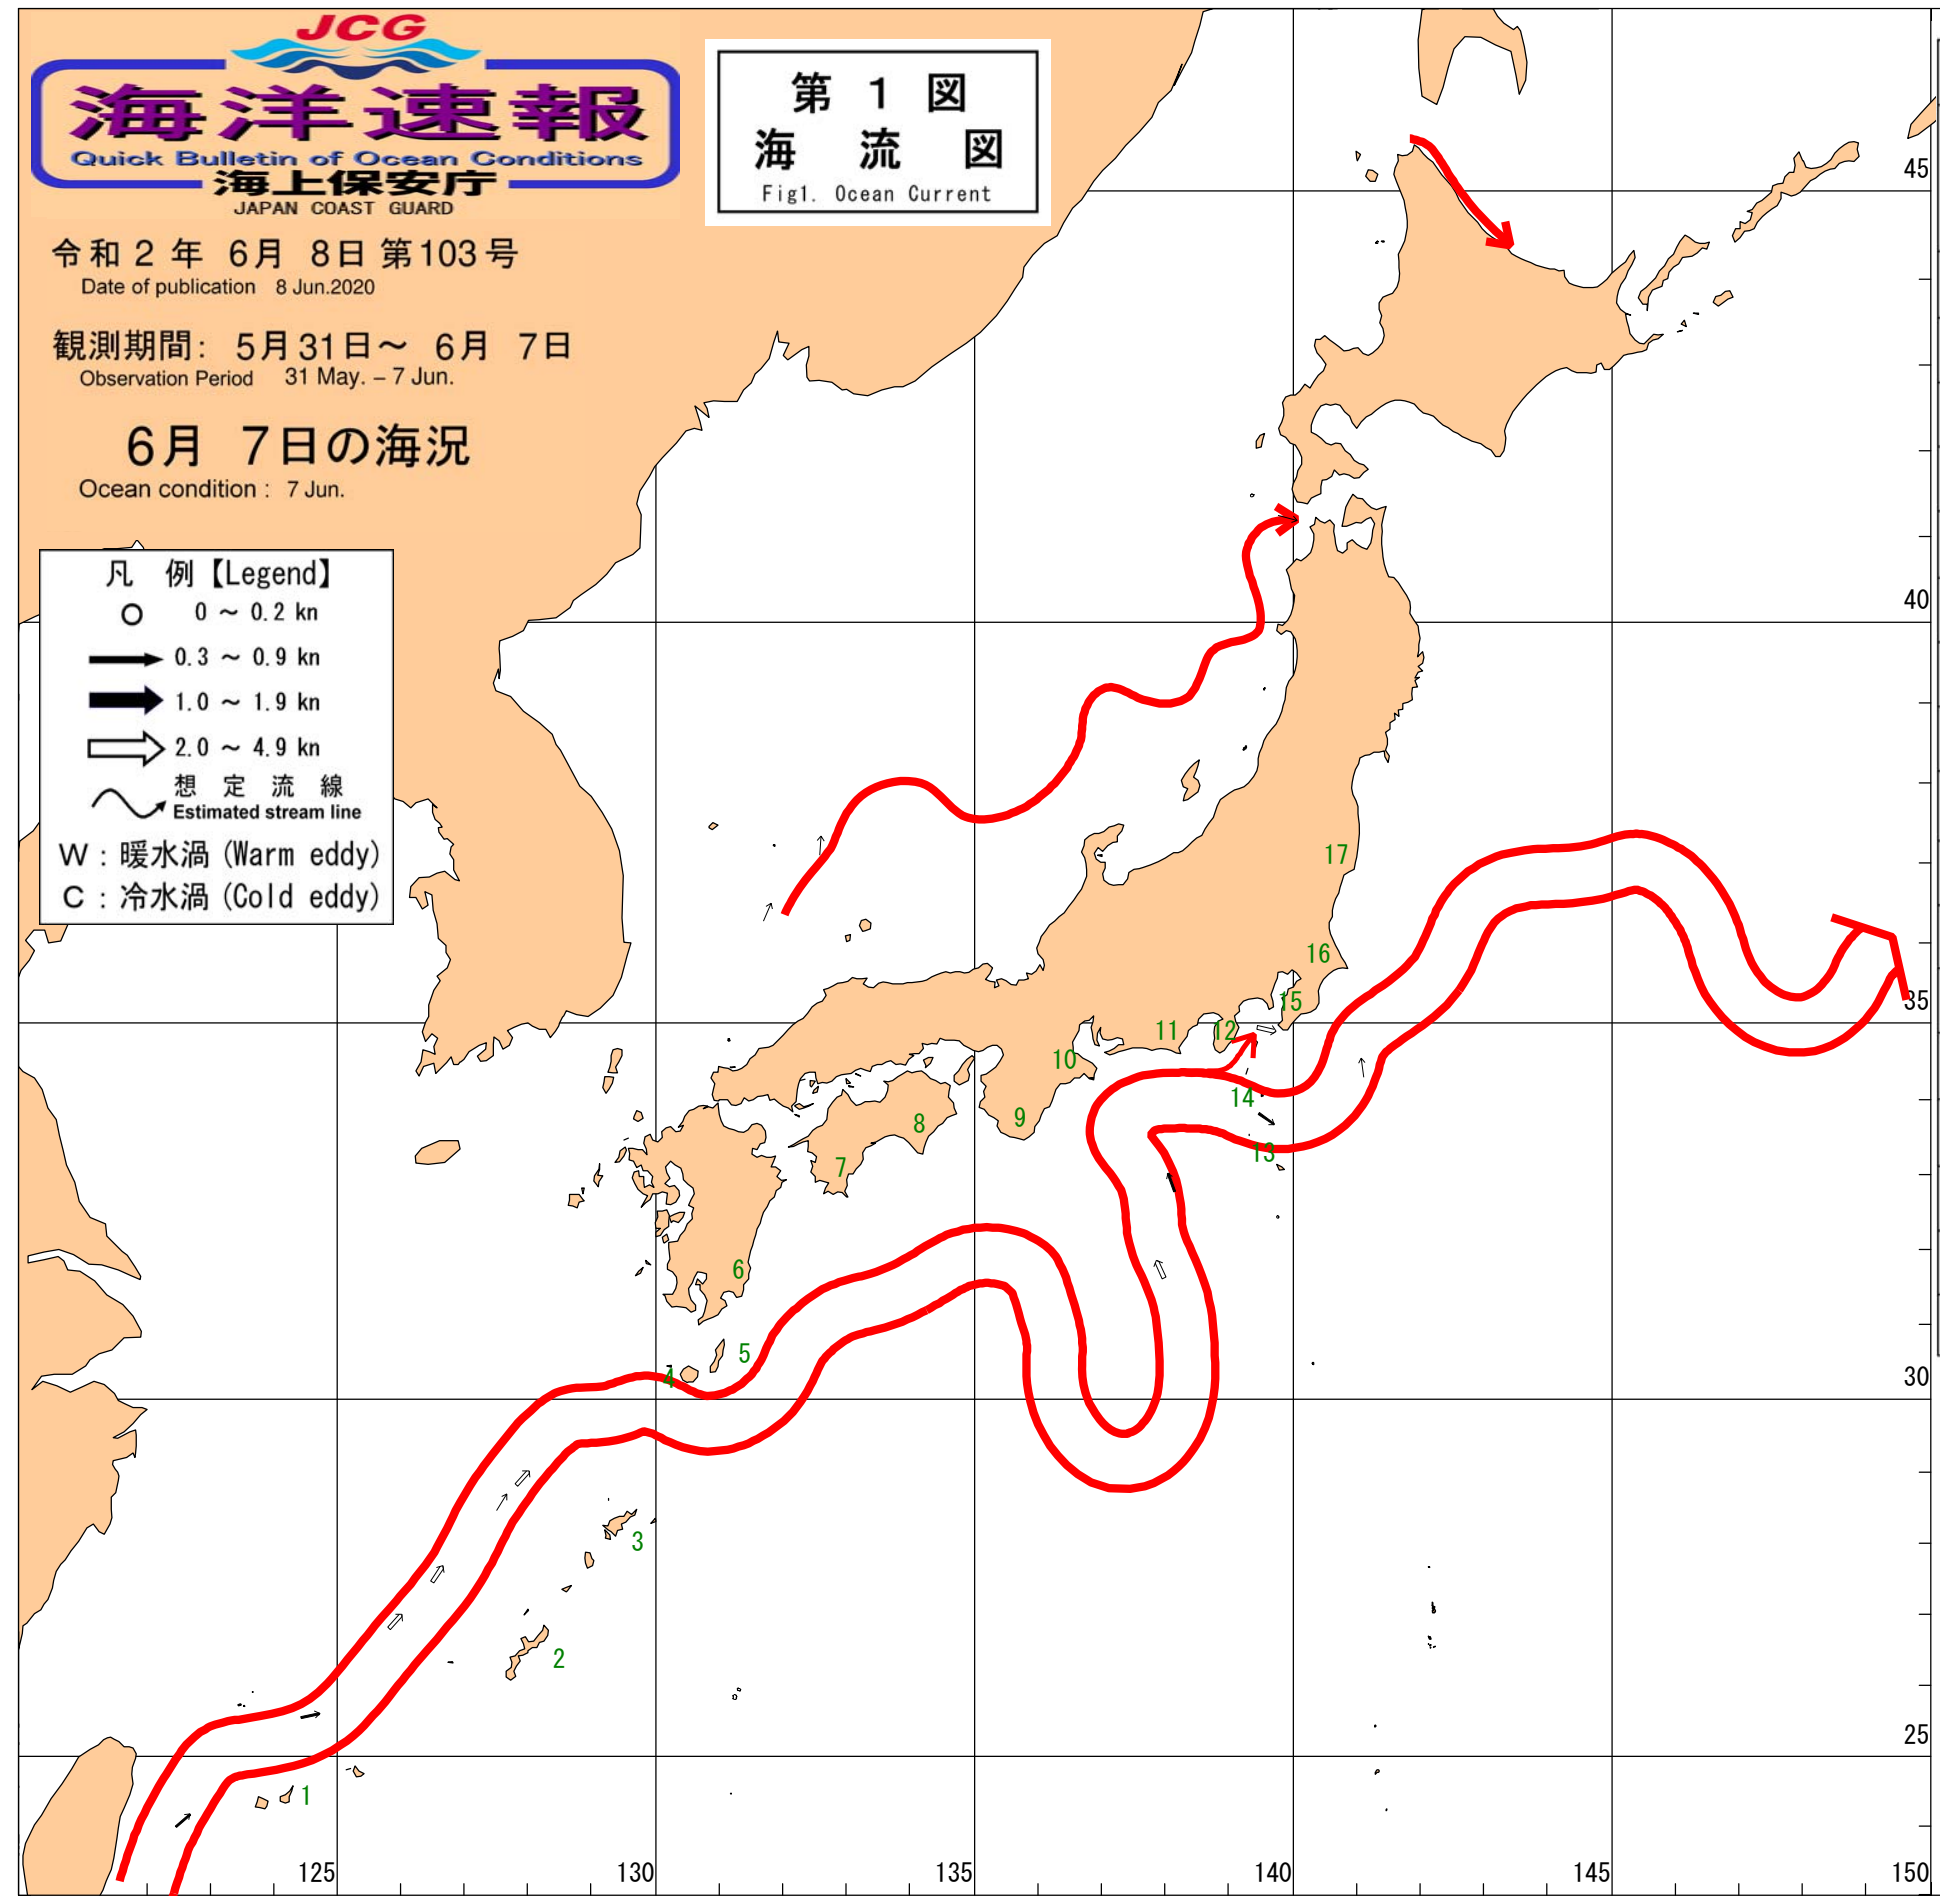 JCG
海洋速報
Quick Bulletin of Ocean Conditions
海上保安庁
JAPAN COAST GUARD
第 1 図
海 流 図
Fig1. Ocean Current
令和 2 年 6月 8日 第103号
Date of publication 8 Jun.2020
観測期間: 5月31日～ 6月 7日
Observation Period 31 May. – 7 Jun.
6月 7日の海況
Ocean condition : 7 Jun.
凡 例【Legend】
0 ～ 0.2 kn
0.3 ～ 0.9 kn
1.0 ～ 1.9 kn
2.0 ～ 4.9 kn
想 定 流 線
Estimated stream line
W : 暖水渦 (Warm eddy)
C : 冷水渦 (Cold eddy)
45
40
35
30
25
17
16
15
14
13
12
11
10
9
8
7
6
5
4
3
2
1
125
130
135
140
145
150